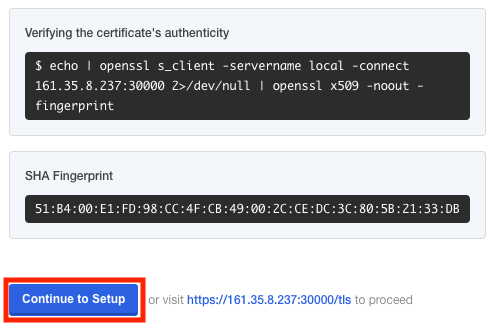 Verifying the certificate's authenticity
$ echo | openssl s_client -servername local -connect
161.35.8.237:30000 2>/dev/null | openssl x509 -noout -
fingerprint
SHA Fingerprint
51:B4:00:E1:FD:98:CC:4F:CB:49:00:2C:CE:DC:3C:80:5B:21:33:DB
Continue to Setup or visit https://161.35.8.237:30000/tls to proceed